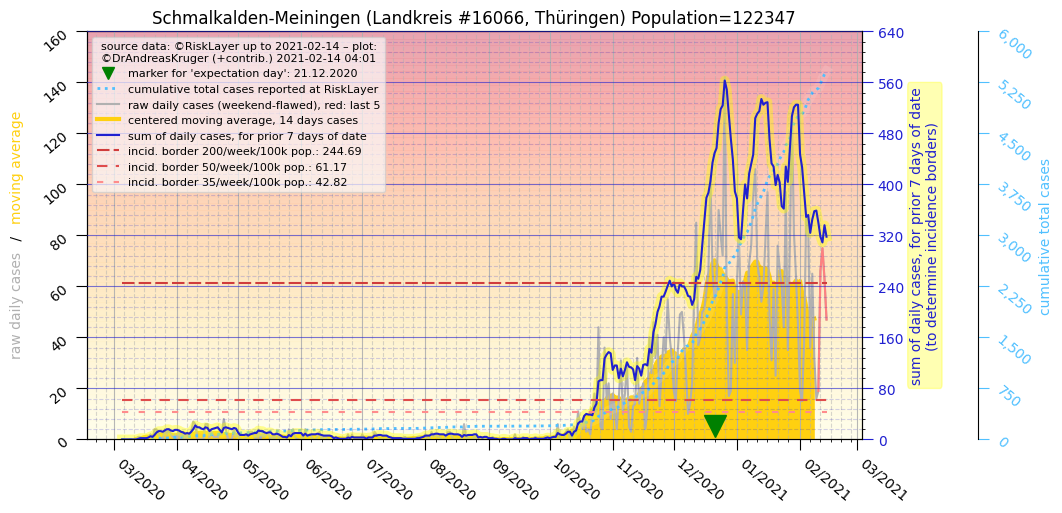 Schmalkalden-Meiningen (Landkreis #16066, Thüringen) Population=122347
source data: ©RiskLayer up to 2021-02-14 – plot:
©DrAndreasKruger (+contrib.) 2021-02-14 04:01
marker for 'expectation day': 21.12.2020
cumulative total cases reported at RiskLayer
raw daily cases (weekend-flawed), red: last 5
centered moving average, 14 days cases
sum of daily cases, for prior 7 days of date
incid. border 200/week/100k pop.: 244.69
incid. border 50/week/100k pop.: 61.17
incid. border 35/week/100k pop.: 42.82
raw daily cases / moving average
160
140
120
100
80
60
40
20
0
640
560
480
400
320
240
160
80
0
sum of daily cases, for prior 7 days of date
(to determine incidence borders)
6,000
5,250
4,500
3,750
3,000
2,250
1,500
750
0
cumulative total cases
03/2020
04/2020
05/2020
06/2020
07/2020
08/2020
09/2020
10/2020
11/2020
12/2020
01/2021
02/2021
03/2021